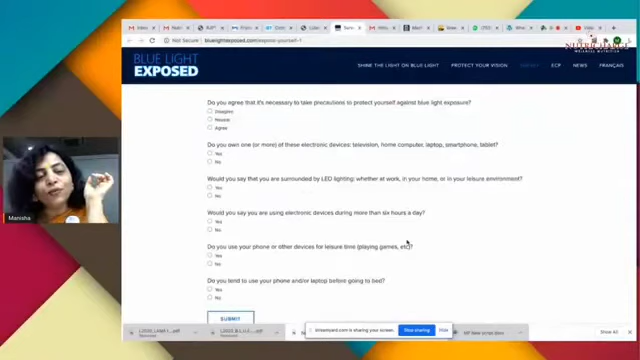 Not Secure
bluelightexposed.com/expose-yourself-1
BLUE LIGHT
EXPOSED
SHINE THE LIGHT ON BLUE LIGHT
PROTECT YOUR VISION
ECP
NEWS
FRANÇAIS
Do you agree that it's necessary to take precautions to protect yourself against blue light exposure?
Disagree
Neutral
Agree
Do you own one (or more) of these electronic devices: television, home computer, laptop, smartphone, tablet?
Yes
No
Would you say that you are surrounded by LED lighting: whether at work, in your home, or in your leisure environment?
Yes
No
Would you say you are using electronic devices during more than six hours a day?
Yes
No
Do you use your phone or other devices for leisure time (playing games, etc)?
Yes
No
Do you tend to use your phone and/or laptop before going to bed?
Yes
No
SUBMIT
Manisha
streamyard.com is sharing your screen.
Stop sharing
Hide
Show All